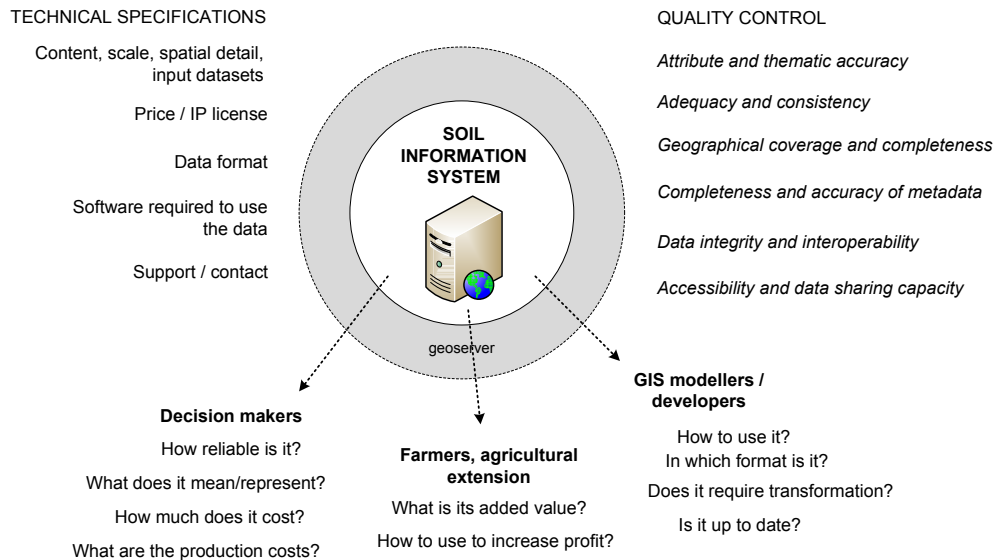 TECHNICAL SPECIFICATIONS
Content, scale, spatial detail,
input datasets
Price / IP license
Data format
Software required to use
the data
Support / contact
SOIL
INFORMATION
SYSTEM
geoserver
QUALITY CONTROL
Attribute and thematic accuracy
Adequacy and consistency
Geographical coverage and completeness
Completeness and accuracy of metadata
Data integrity and interoperability
Accessibility and data sharing capacity
Decision makers
How reliable is it?
What does it mean/represent?
How much does it cost?
What are the production costs?
Farmers, agricultural
extension
What is its added value?
How to use to increase profit?
GIS modellers /
developers
How to use it?
In which format is it?
Does it require transformation?
Is it up to date?